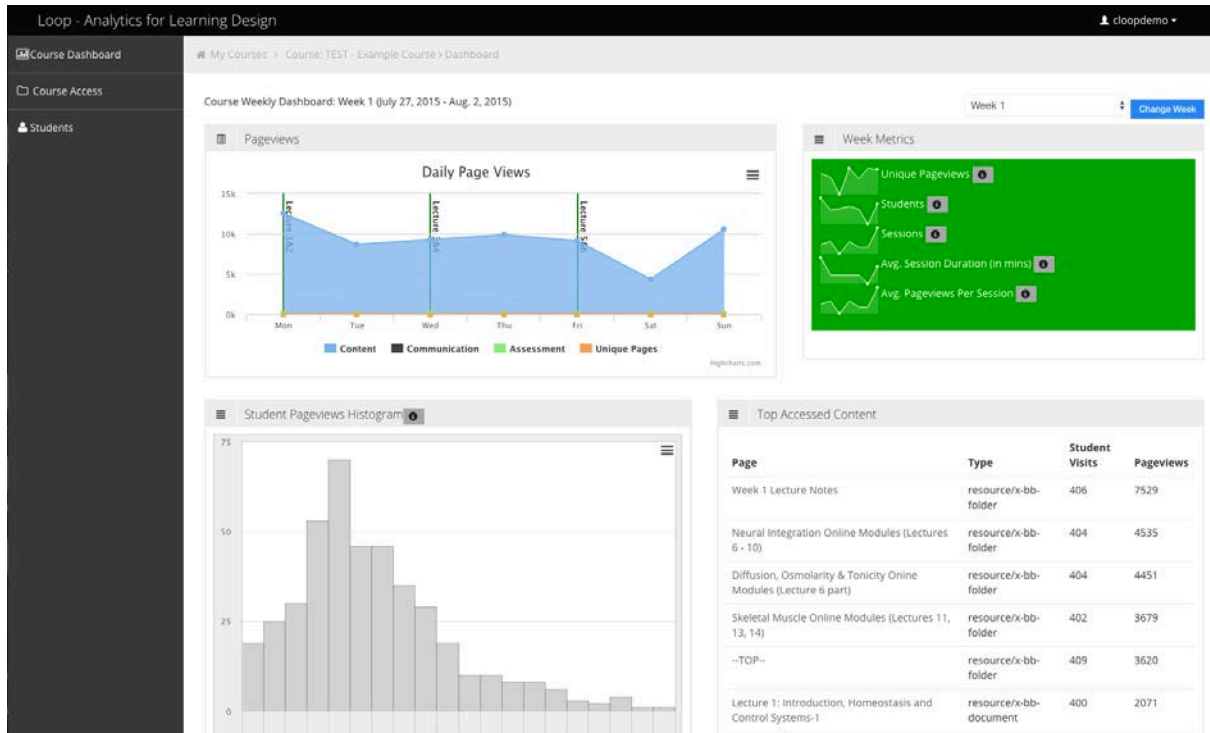 Loop - Analytics for Learning Design
cloopdemo
Course Dashboard
Course Access
Students
My Courses > Course: TEST - Example Course > Dashboard
Course Weekly Dashboard: Week 1 (July 27, 2015 - Aug. 2, 2015)
Week 1
Change Week
Pageviews
Daily Page Views
15k
10k
5k
0k
Lecture 1&2
Lecture 3&4
Lecture 5&6
Mon Tue Wed Thu Fri Sat Sun
Content Communication Assessment Unique Pages
Highcharts.com
Week Metrics
Unique Pageviews
Students
Sessions
Avg. Session Duration (in mins)
Avg. Pageviews Per Session
Student Pageviews Histogram
75
50
25
0
Top Accessed Content
Page Type Student Visits Pageviews
Week 1 Lecture Notes resource/x-bb- 406 7529
folder
Neural Integration Online Modules (Lectures resource/x-bb- 404 4535
6 - 10) folder
Diffusion, Osmolarity & Tonicity Onine resource/x-bb- 404 4451
Modules (Lecture 6 part) folder
Skeletal Muscle Online Modules (Lectures 11, resource/x-bb- 402 3679
13, 14) folder
--TOP-- resource/x-bb- 409 3620
folder
Lecture 1: Introduction, Homeostasis and resource/x-bb- 400 2071
Control Systems-1 document